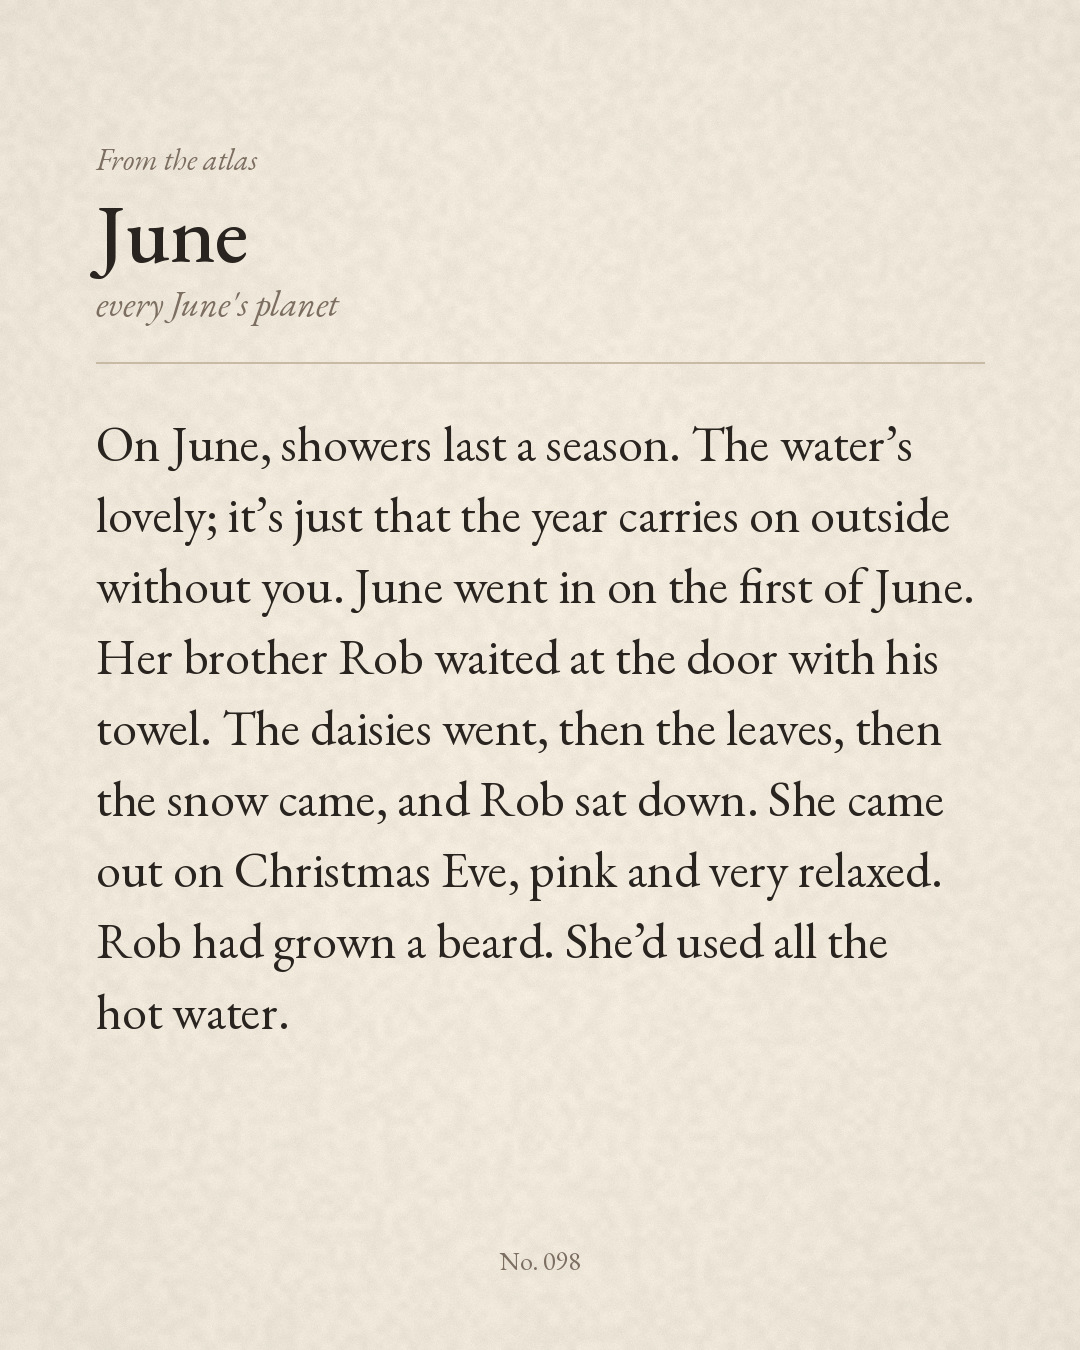 From the atlas
June
every June's planet
On June, showers last a season. The water’s
lovely; it’s just that the year carries on outside
without you. June went in on the first of June.
Her brother Rob waited at the door with his
towel. The daisies went, then the leaves, then
the snow came, and Rob sat down. She came
out on Christmas Eve, pink and very relaxed.
Rob had grown a beard. She’d used all the
hot water.
No. 098